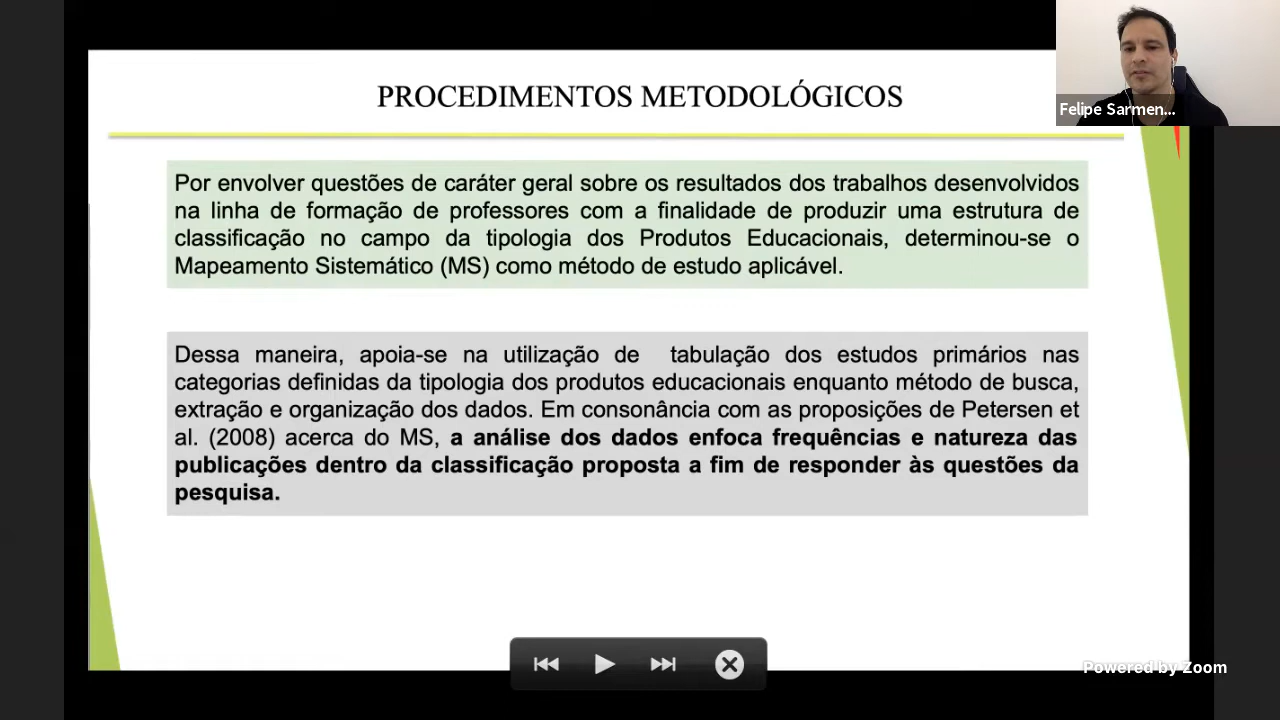 PROCEDIMENTOS METODOLÓGICOS
Felipe Sarmen...
Por envolver questões de caráter geral sobre os resultados dos trabalhos desenvolvidos
na linha de formação de professores com a finalidade de produzir uma estrutura de
classificação no campo da tipologia dos Produtos Educacionais, determinou-se o
Mapeamento Sistemático (MS) como método de estudo aplicável.
Dessa maneira, apoia-se na utilização de tabulação dos estudos primários nas
categorias definidas da tipologia dos produtos educacionais enquanto método de busca,
extração e organização dos dados. Em consonância com as proposições de Petersen et
al. (2008) acerca do MS, a análise dos dados enfoca frequências e natureza das
publicações dentro da classificação proposta a fim de responder às questões da
pesquisa.
Powered by Zoom